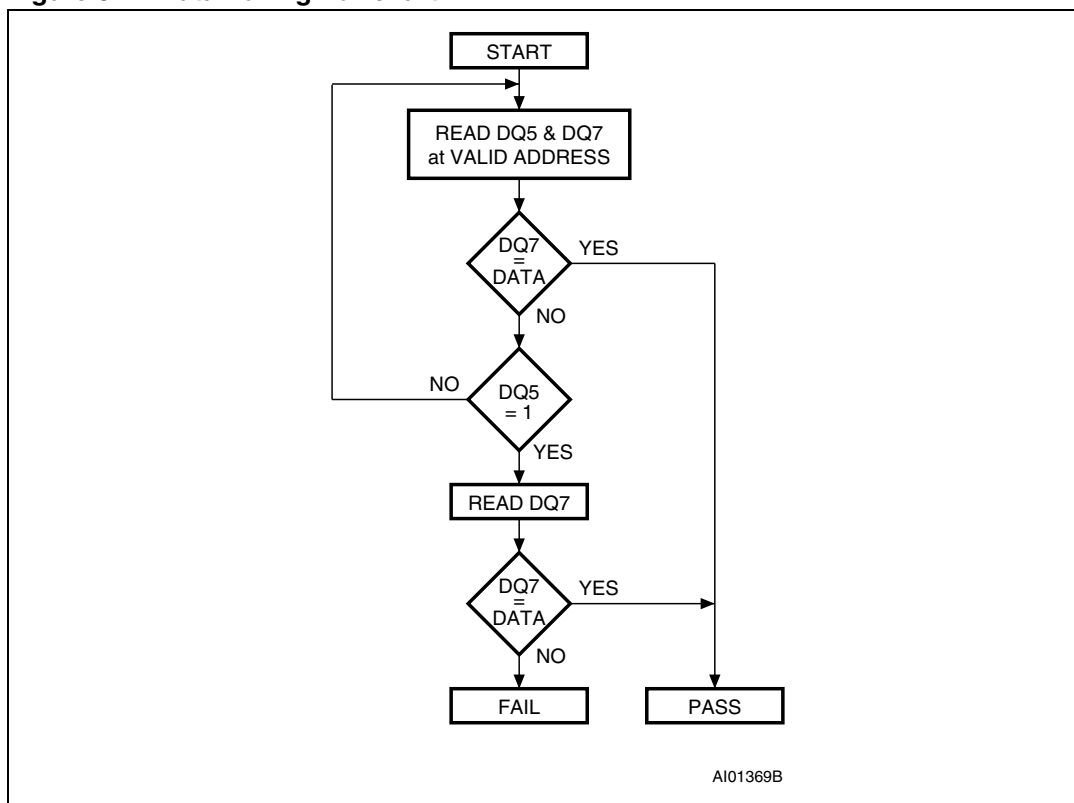 START
READ DQ5 & DQ7
at VALID ADDRESS
DQ7
=
DATA
YES
NO
NO
DQ5
= 1
YES
READ DQ7
DQ7
=
DATA
YES
NO
FAIL
PASS
AI01369B